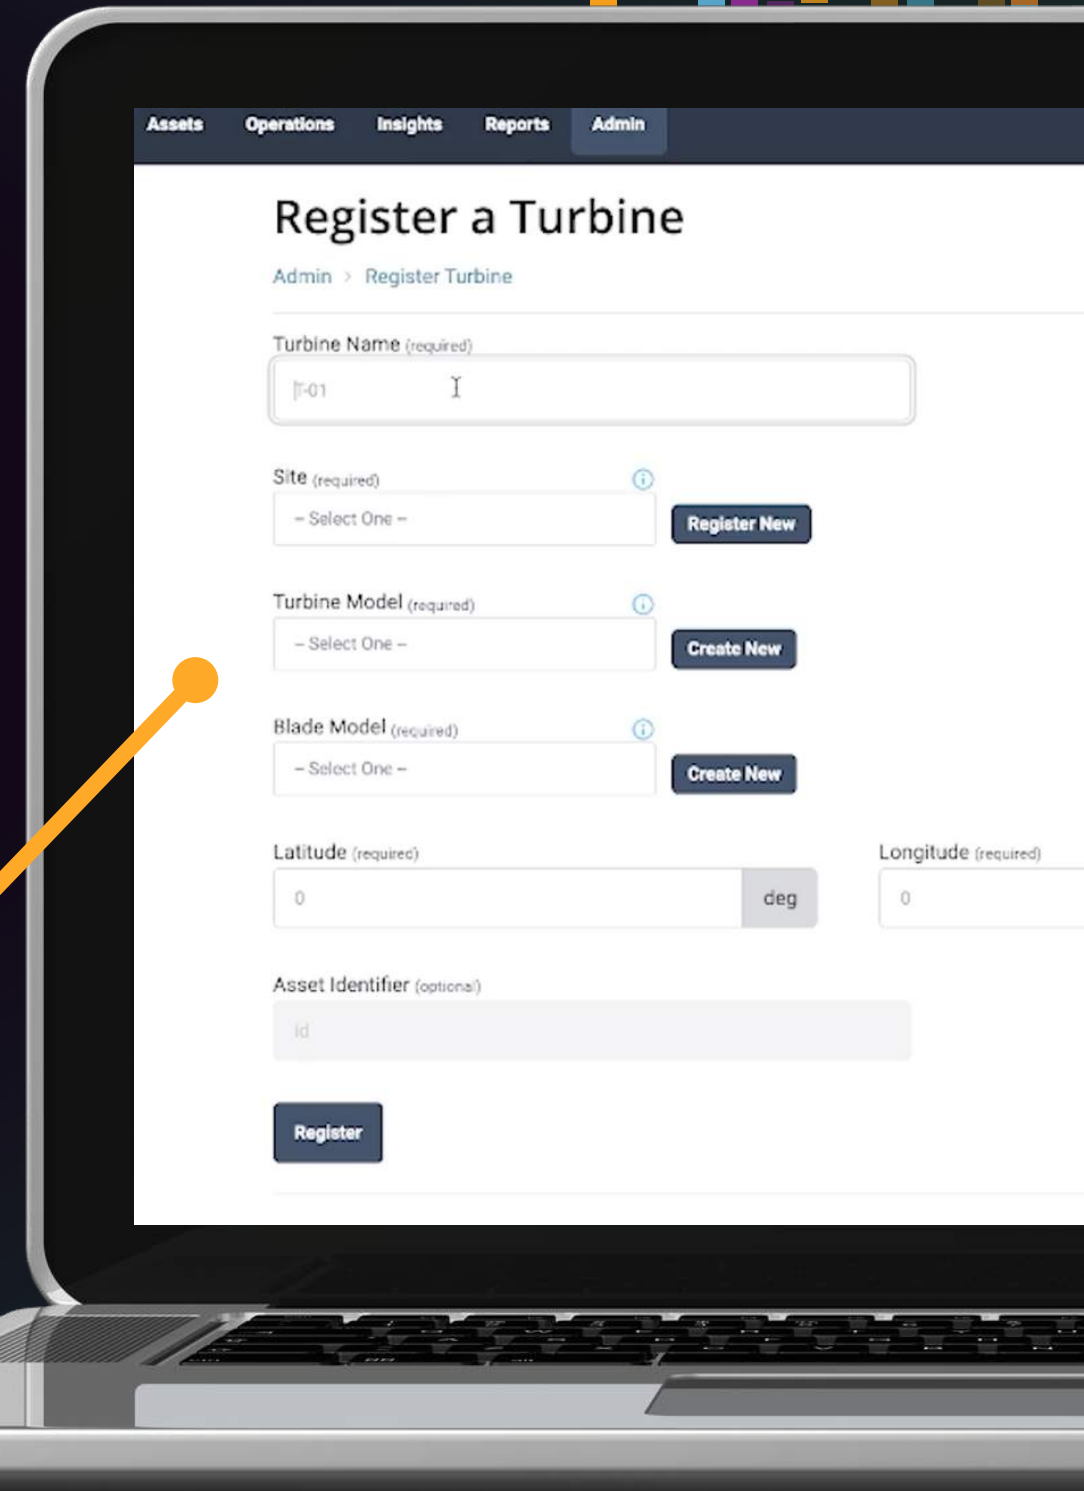 Assets Operations Insights Reports Admin
Register a Turbine
Admin > Register Turbine
Turbine Name (required)
T-01
Site (required)
– Select One –
Register New
Turbine Model (required)
– Select One –
Create New
Blade Model (required)
– Select One –
Create New
Latitude (required) Longitude (required)
0 deg 0
Asset Identifier (optional)
id
Register